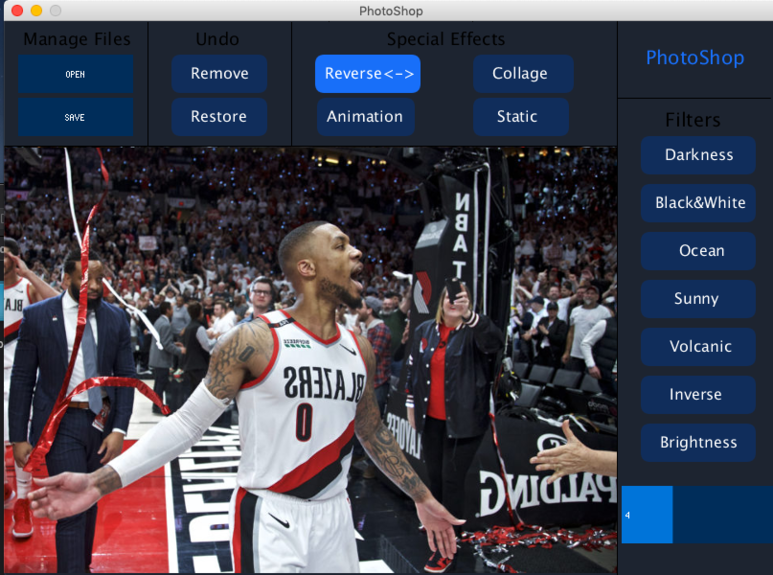 PhotoShop
Manage Files
Undo
Special Effects
PhotoShop
OPEN
Remove
Reverse<->
Collage
SAVE
Restore
Animation
Static
Filters
Darkness
Black&White
Ocean
Sunny
Volcanic
Inverse
Brightness
4
NBA
BLAZERS
0
PLAYOFFS
SPALDING